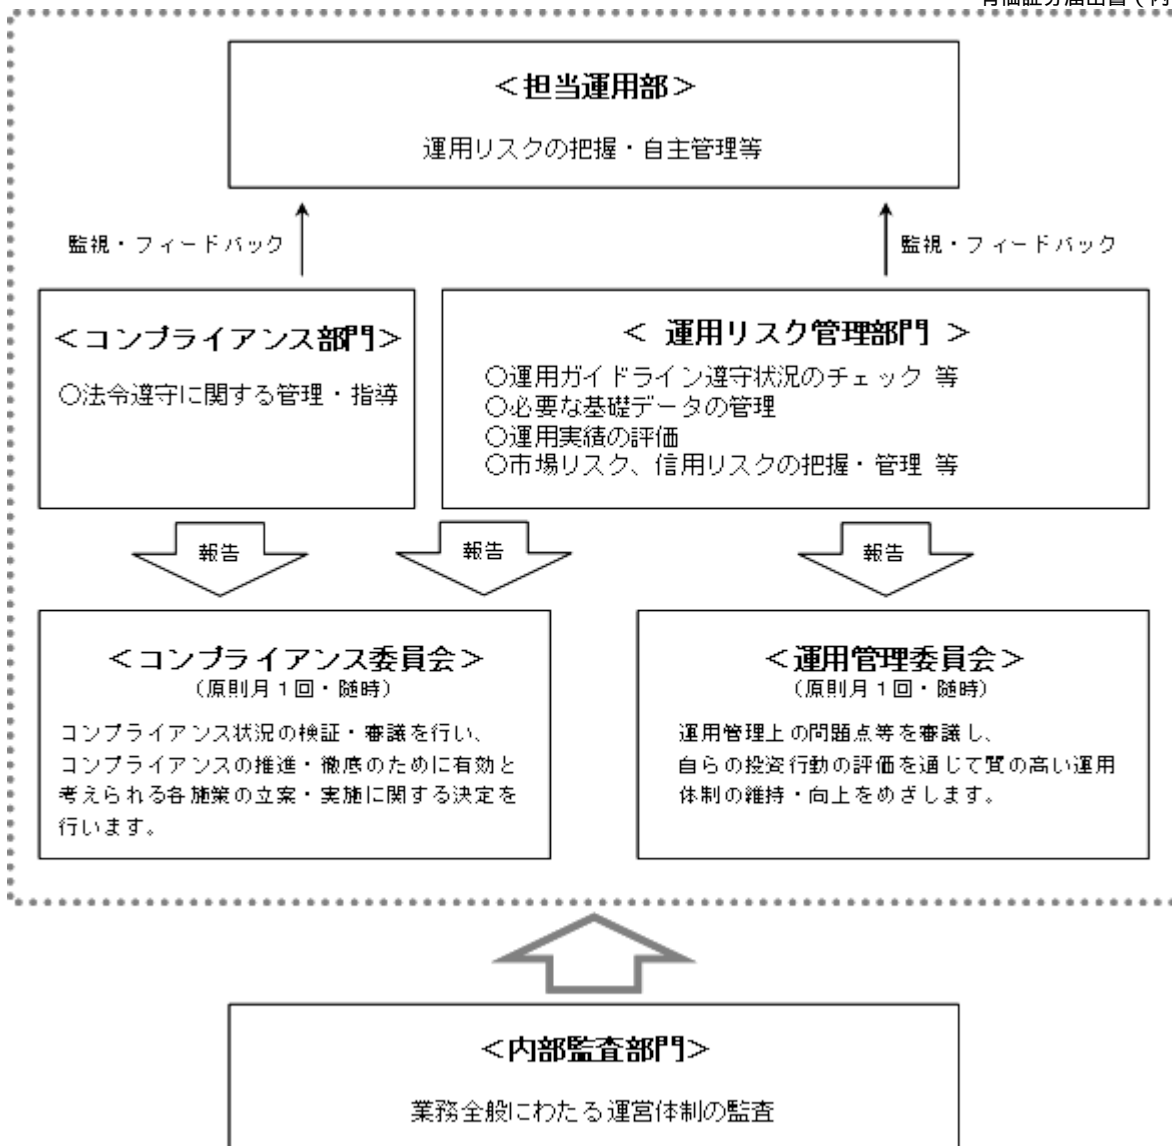 ＜担当運用部＞
運用リスクの把握・自主管理等
監視・フィードバック
監視・フィードバック
＜コンプライアンス部門＞
○法令遵守に関する管理・指導
＜ 運用リスク管理部門 ＞
○運用ガイドライン遵守状況のチェック 等
○必要な基礎データの管理
○運用実績の評価
○市場リスク、信用リスクの把握・管理 等
報告
報告
報告
＜コンプライアンス委員会＞
（原則月１回・随時）
コンプライアンス状況の検証・審議を行い、
コンプライアンスの推進・徹底のために有効と
考えられる各施策の立案・実施に関する決定を
行います。
＜運用管理委員会＞
（原則月１回・随時）
運用管理上の問題点等を審議し、
自らの投資行動の評価を通じて質の高い運用
体制の維持・向上をめざします。
＜内部監査部門＞
業務全般にわたる運営体制の監査